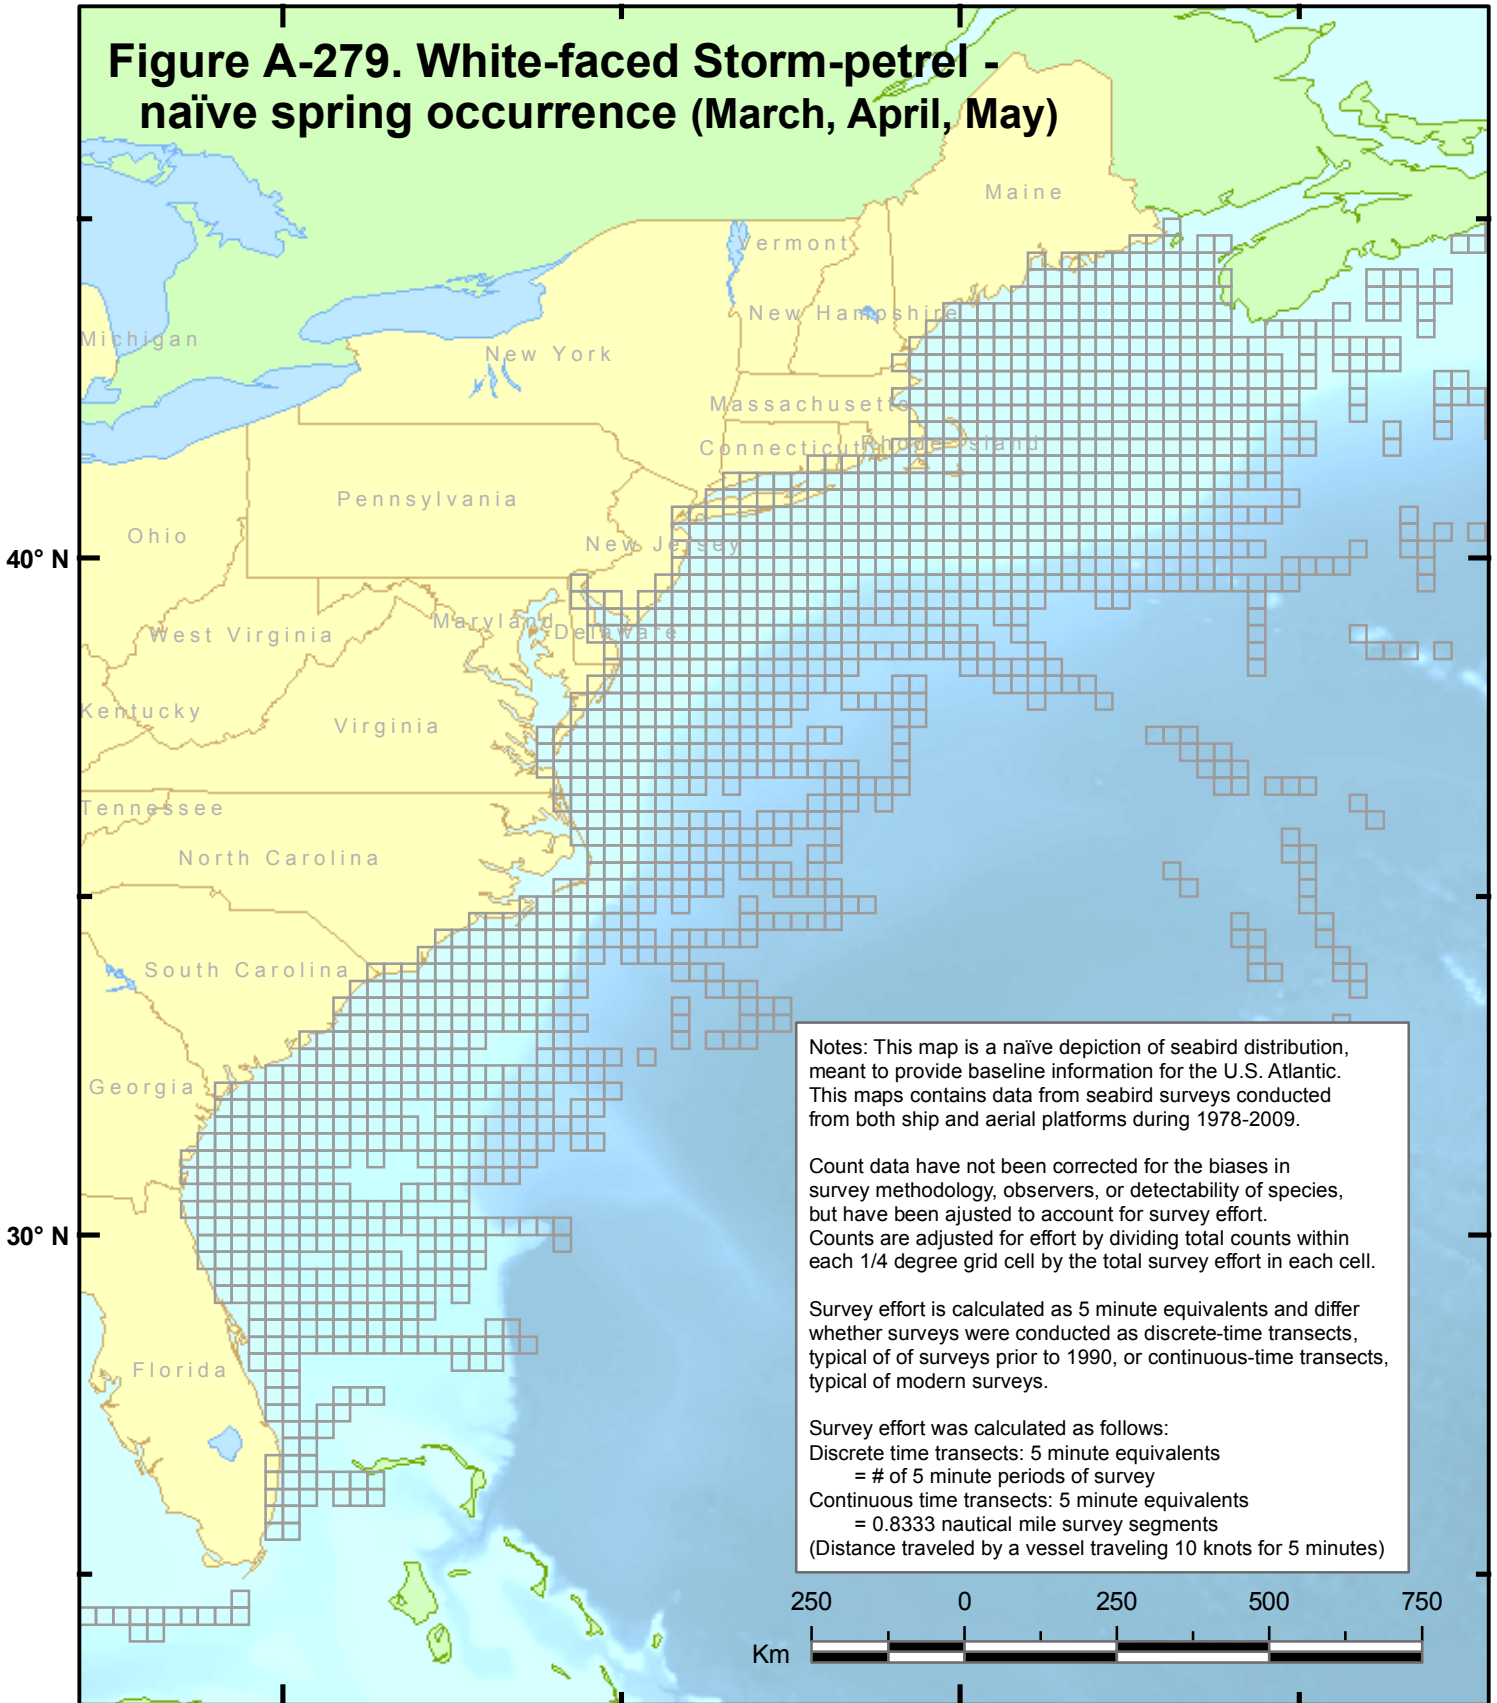 Figure A-279. White-faced Storm-petrel -
naïve spring occurrence (March, April, May)
Maine
Vermont
New Hampshire
Michigan
New York
Massachusetts
Connecticut
Rhode Island
Pennsylvania
Ohio
New Jersey
40° N
West Virginia
Maryland
Delaware
Kentucky
Virginia
Tennessee
North Carolina
South Carolina
Georgia
30° N
Florida
Notes: This map is a naïve depiction of seabird distribution,
meant to provide baseline information for the U.S. Atlantic.
This maps contains data from seabird surveys conducted
from both ship and aerial platforms during 1978-2009.
Count data have not been corrected for the biases in
survey methodology, observers, or detectability of species,
but have been ajusted to account for survey effort.
Counts are adjusted for effort by dividing total counts within
each 1/4 degree grid cell by the total survey effort in each cell.
Survey effort is calculated as 5 minute equivalents and differ
whether surveys were conducted as discrete-time transects,
typical of of surveys prior to 1990, or continuous-time transects,
typical of modern surveys.
Survey effort was calculated as follows:
Discrete time transects: 5 minute equivalents
= # of 5 minute periods of survey
Continuous time transects: 5 minute equivalents
= 0.8333 nautical mile survey segments
(Distance traveled by a vessel traveling 10 knots for 5 minutes)
250 0 250 500 750
Km